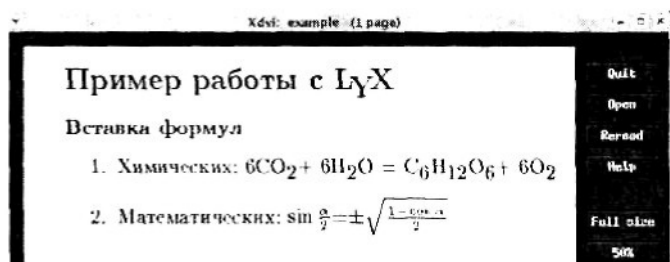 Xdvi: example (1 page)
Пример работы с LyX
Вставка формул
1. Химических: 6CO₂+ 6H₂O = C₆H₁₂O₆+ 6O₂
2. Математических: sin α/2=±√(1−cos α)/2
Quit
Open
Reread
Help
Full size
50%